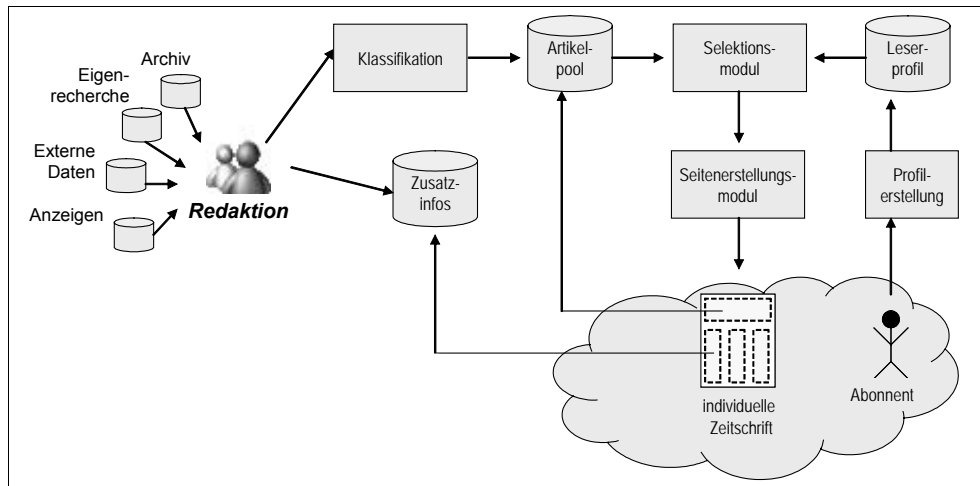 Archiv
Eigen-
recherche
Externe
Daten
Anzeigen
Redaktion
Klassifikation
Artikel-
pool
Selektions-
modul
Leser-
profil
Zusatz-
infos
Seitenerstellungs-
modul
Profil-
erstellung
individuelle
Zeitschrift
Abonnent